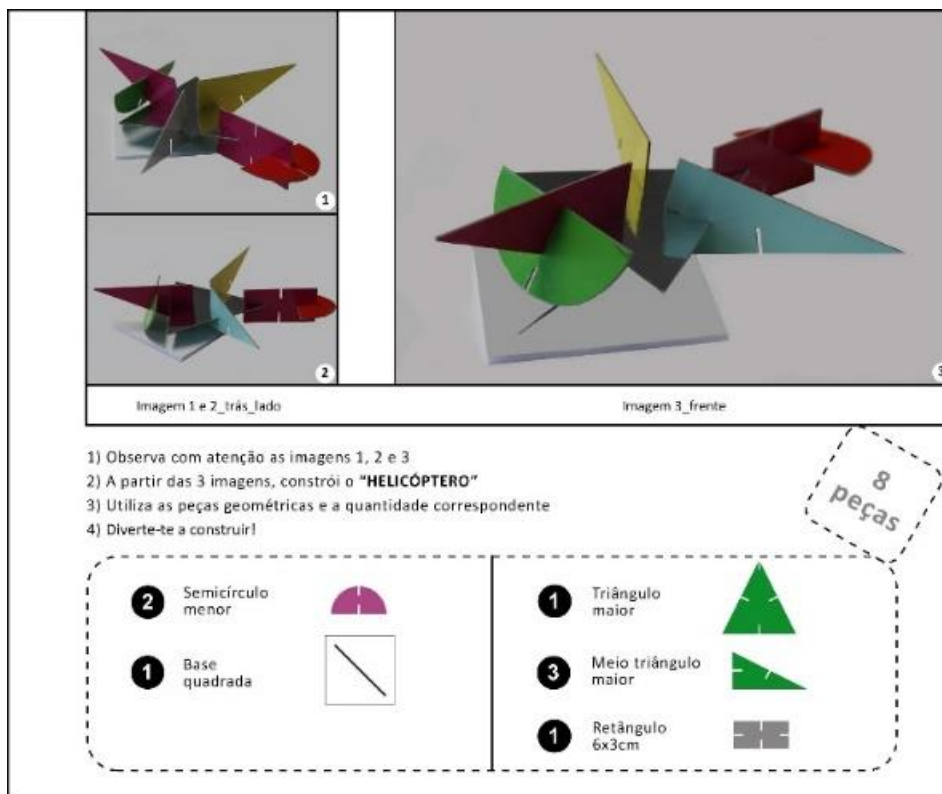 1
2
3
Imagem 1 e 2_trás_lado
Imagem 3_frente
1) Observa com atenção as imagens 1, 2 e 3
2) A partir das 3 imagens, constrói o "HELICÓPTERO"
3) Utiliza as peças geométricas e a quantidade correspondente
4) Diverte-te a construir!
8
peças
2 Semicírculo
menor
1 Base
quadrada
1 Triângulo
maior
3 Meio triângulo
maior
1 Retângulo
6x3cm